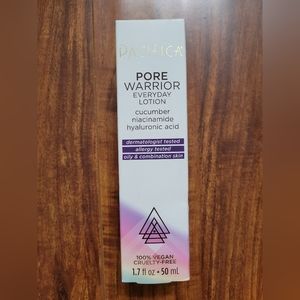 PACIFICA
PORE
WARRIOR
EVERYDAY
LOTION
cucumber
niacinamide
hyaluronic acid
dermatologist tested
allergy tested
oily & combination skin
100% VEGAN
CRUELTY-FREE
1.7 fl oz • 50 mL